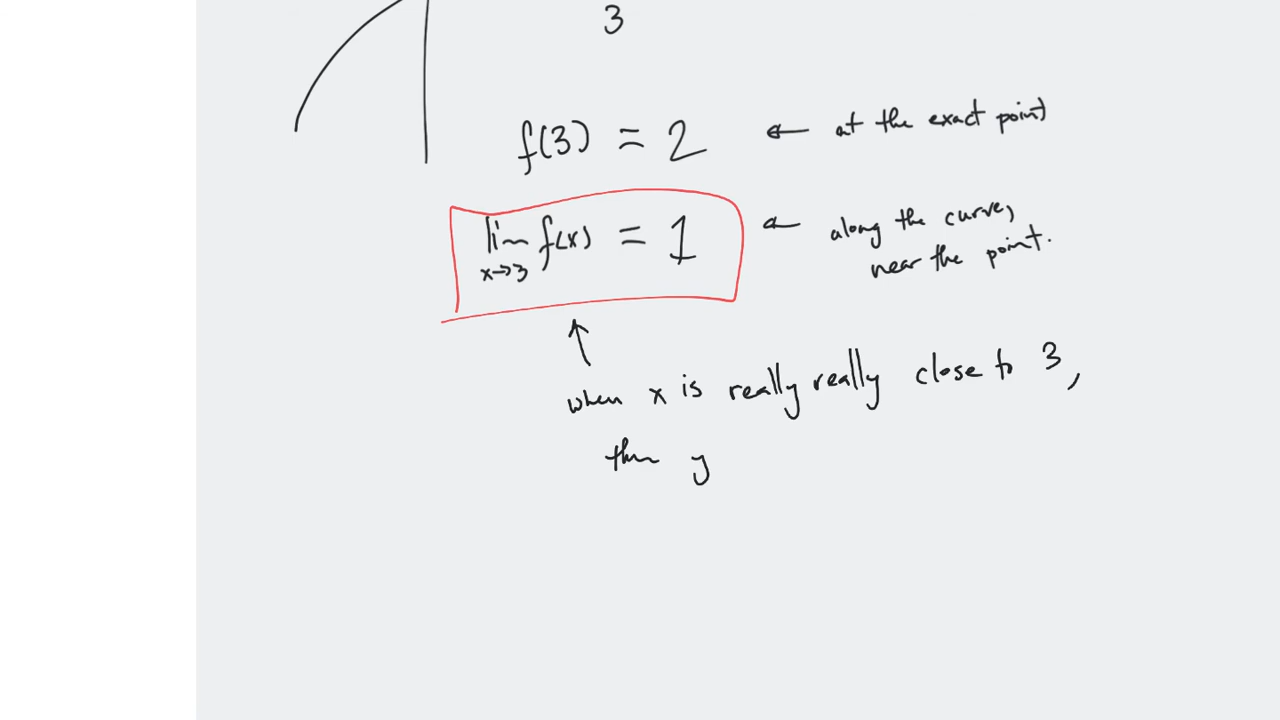 3
f(3) = 2 ← at the exact point
lim f(x) = 1 ← along the curve,
x→3 near the point.
↑
when x is really really close to 3,
then y